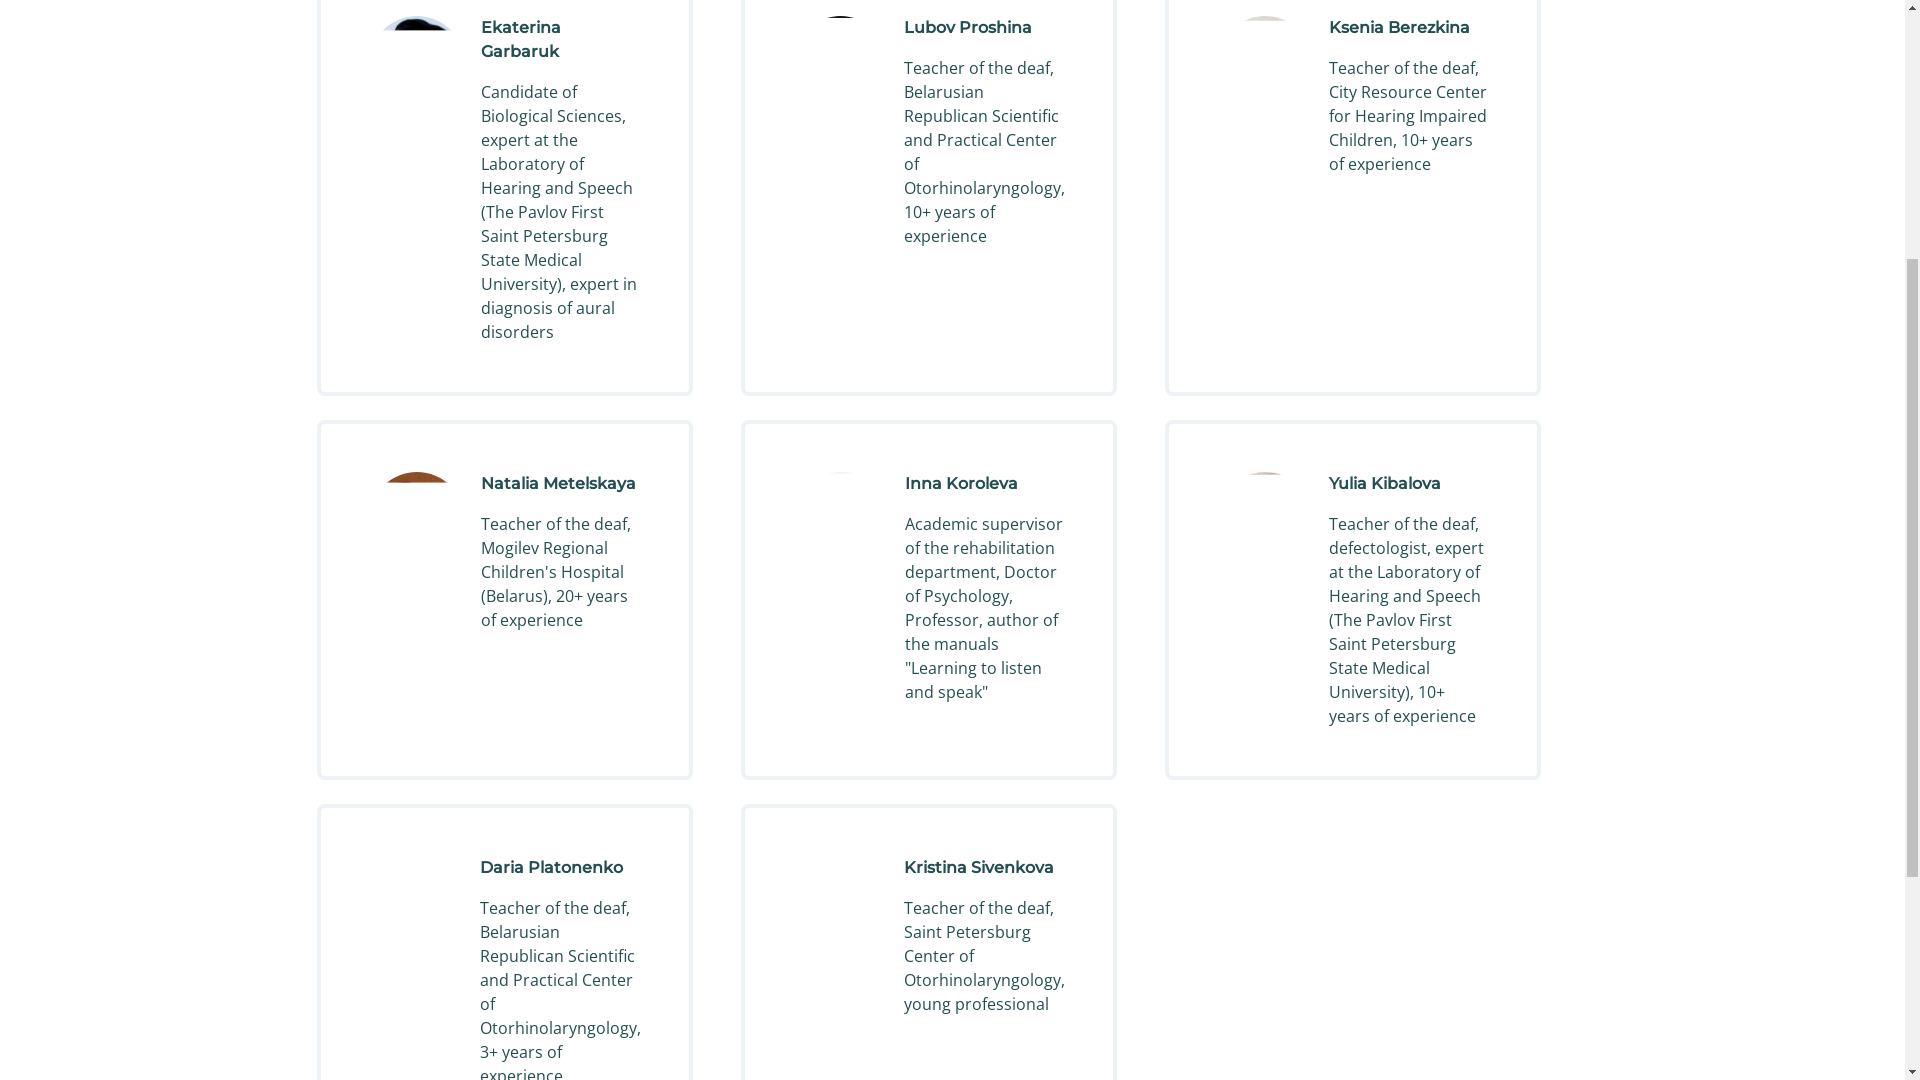 Ekaterina
Garbaruk
Candidate of
Biological Sciences,
expert at the
Laboratory of
Hearing and Speech
(The Pavlov First
Saint Petersburg
State Medical
University), expert in
diagnosis of aural
disorders
Lubov Proshina
Teacher of the deaf,
Belarusian
Republican Scientific
and Practical Center
of
Otorhinolaryngology,
10+ years of
experience
Ksenia Berezkina
Teacher of the deaf,
City Resource Center
for Hearing Impaired
Children, 10+ years
of experience
Natalia Metelskaya
Teacher of the deaf,
Mogilev Regional
Children's Hospital
(Belarus), 20+ years
of experience
Inna Koroleva
Academic supervisor
of the rehabilitation
department, Doctor
of Psychology,
Professor, author of
the manuals
"Learning to listen
and speak"
Yulia Kibalova
Teacher of the deaf,
defectologist, expert
at the Laboratory of
Hearing and Speech
(The Pavlov First
Saint Petersburg
State Medical
University), 10+
years of experience
Daria Platonenko
Teacher of the deaf,
Belarusian
Republican Scientific
and Practical Center
of
Otorhinolaryngology,
3+ years of
experience
Kristina Sivenkova
Teacher of the deaf,
Saint Petersburg
Center of
Otorhinolaryngology,
young professional